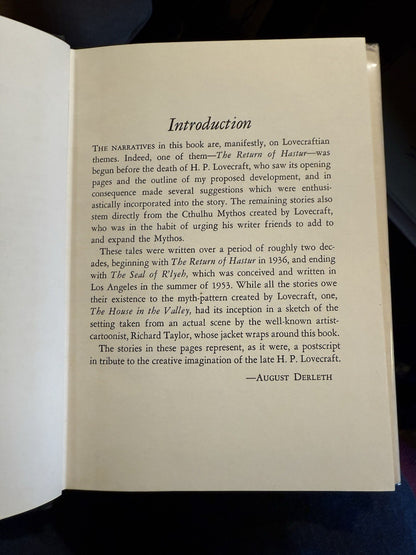 Introduction
THE NARRATIVES in this book are, manifestly, on Lovecraftian
themes. Indeed, one of them—The Return of Hastur—was
begun before the death of H. P. Lovecraft, who saw its opening
pages and the outline of my proposed development, and in
consequence made several suggestions which were enthusi-
astically incorporated into the story. The remaining stories also
stem directly from the Cthulhu Mythos created by Lovecraft,
who was in the habit of urging his writer friends to add to
and expand the Mythos.
These tales were written over a period of roughly two dec-
ades, beginning with The Return of Hastur in 1936, and ending
with The Seal of R'lyeh, which was conceived and written in
Los Angeles in the summer of 1953. While all the stories owe
their existence to the myth-pattern created by Lovecraft, one,
The House in the Valley, had its inception in a sketch of the
setting taken from an actual scene by the well-known artist-
cartoonist, Richard Taylor, whose jacket wraps around this book.
The stories in these pages represent, as it were, a postscript
in tribute to the creative imagination of the late H. P. Lovecraft.
—AUGUST DERLETH